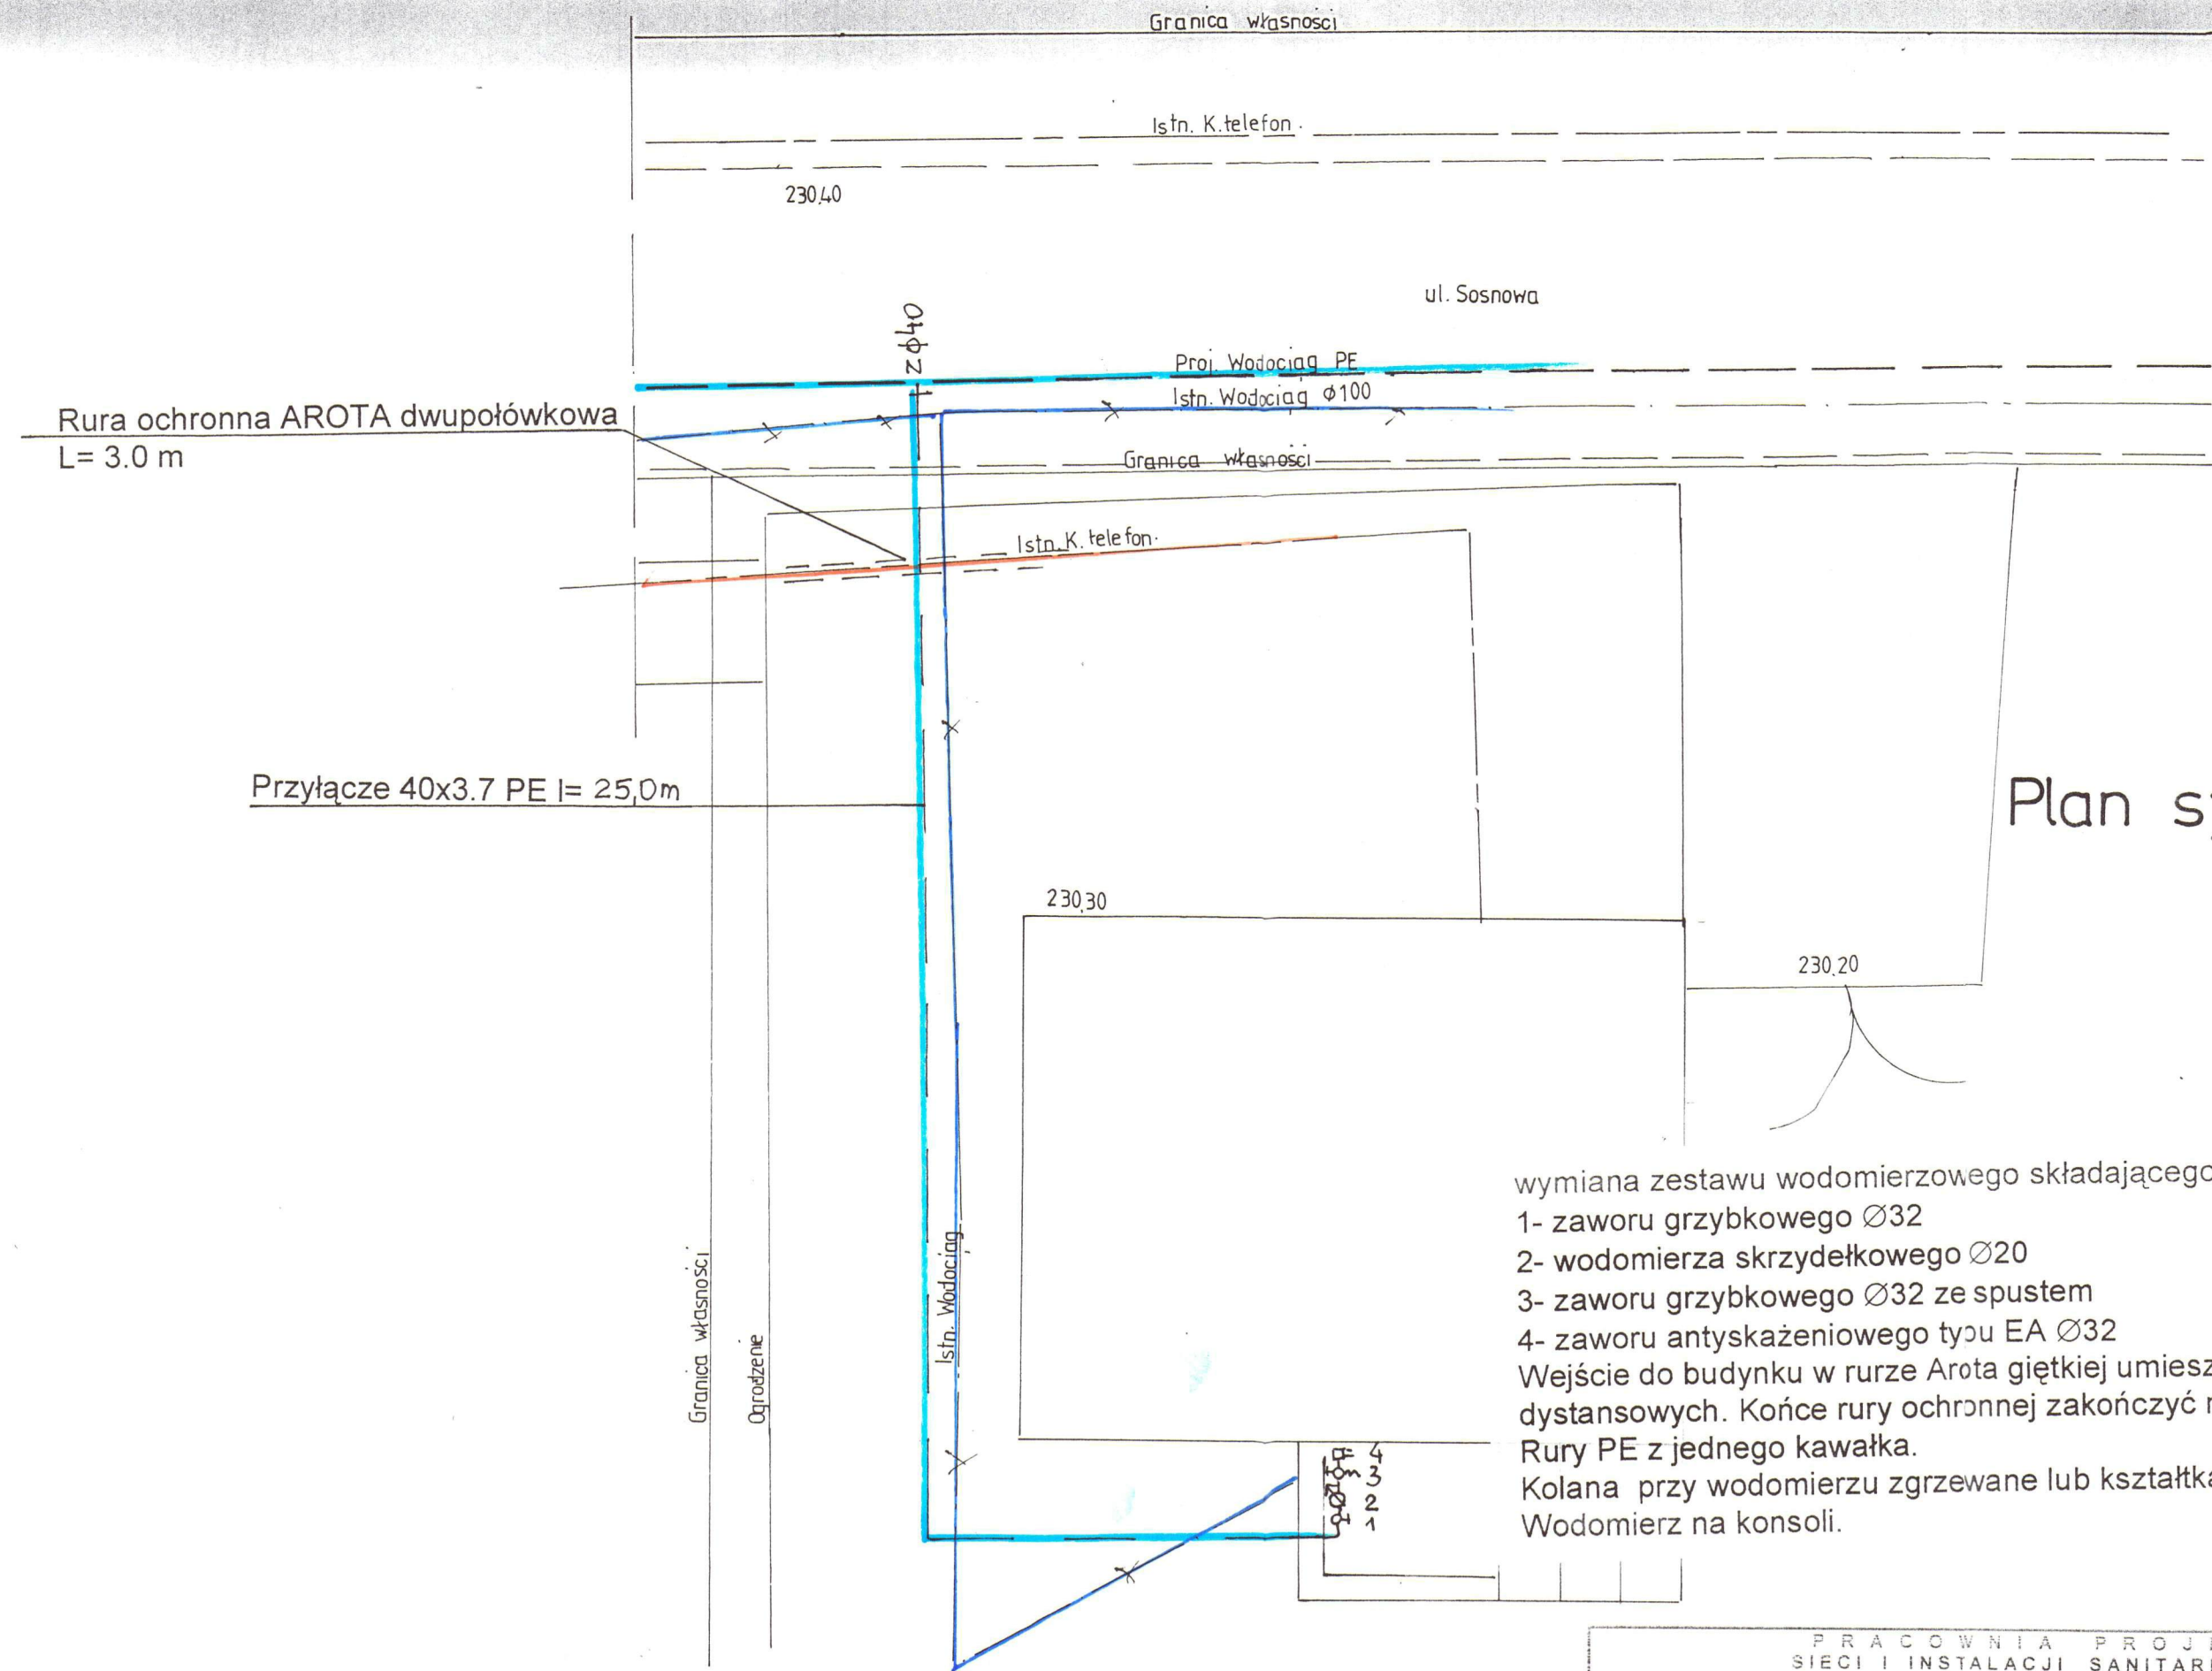 Granica własności
Istn. K.telefon.
230,40
ul. Sosnowa
Zϕ40
Proj. Wodociąg PE
Istn. Wodociąg ϕ100
Rura ochronna AROTA dwupołówkowa
L= 3.0 m
Granica własności
Istn. K. telefon.
Przyłącze 40x3.7 PE l= 25,0m
Plan
230,30
230,20
Granica własności
Ogrodzenie
Istn. Wodociąg
4
3
2
1
wymiana zestawu wodomierzowego składającego
1- zaworu grzybkowego ∅32
2- wodomierza skrzydełkowego ∅20
3- zaworu grzybkowego ∅32 ze spustem
4- zaworu antyskażeniowego typu EA ∅32
Wejście do budynku w rurze Arota giętkiej umiesz
dystansowych. Końce rury ochronnej zakończyć
Rury PE z jednego kawałka.
Kolana przy wodomierzu zgrzewane lub kształtka
Wodomierz na konsoli.
PRACOWNIA PROJ
SIECI I INSTALACJI SANITAR